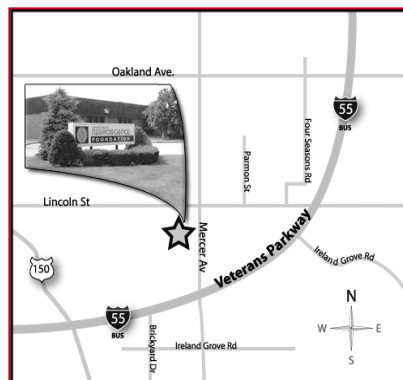 Oakland Ave.
55
BUS
NEUROSCIENCE
FOUNDATION
Four Seasons Rd
Parmon St
Lincoln St
Mercer Av
Veterans Parkway
Ireland Grove Rd
150
N
W
E
S
55
BUS
Brickyard Dr
Ireland Grove Rd